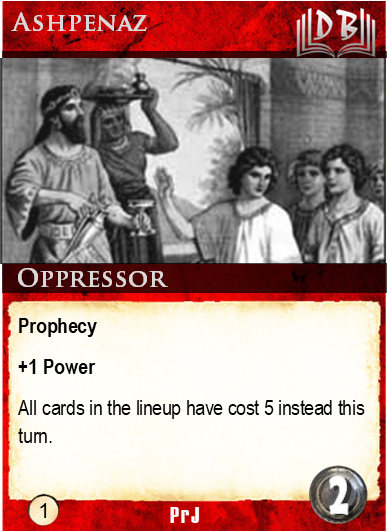 ASHPENAZ
DB
OPPRESSOR
Prophecy
+1 Power
All cards in the lineup have cost 5 instead this
turn.
1
PrJ
2